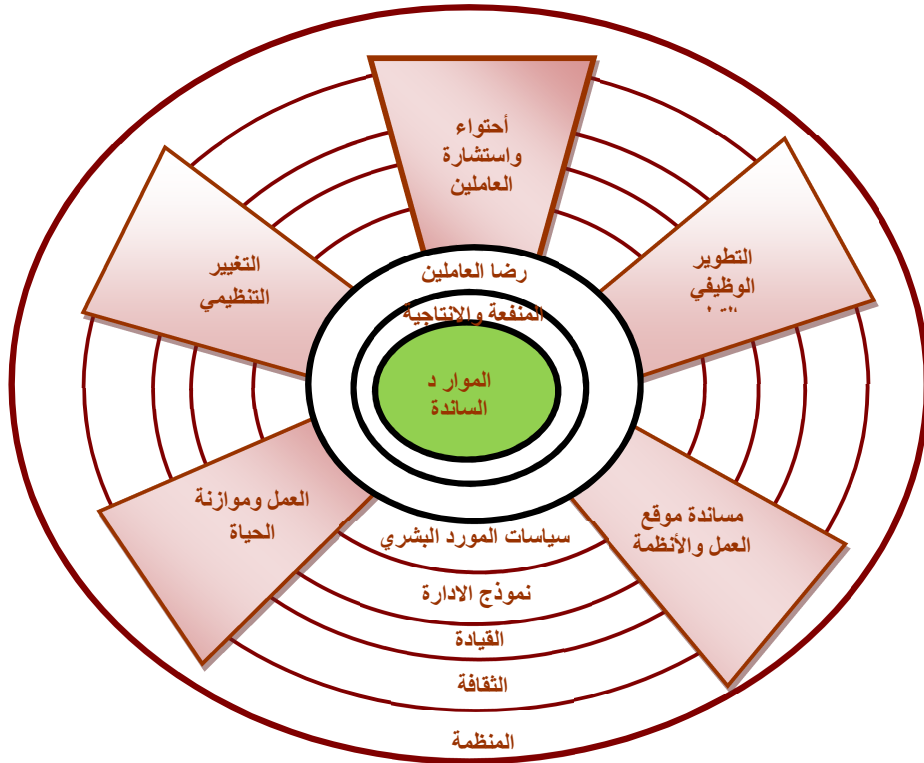 أحتواء
واستشارة
العاملين
التطوير
الوظيفي
التغيير
التنظيمي
رضا العاملين
المنفعة والانتاجية
الموار د
الساندة
العمل وموازنة
الحياة
مساندة موقع
العمل والأنظمة
سياسات المورد البشري
نموذج الادارة
القيادة
الثقافة
المنظمة